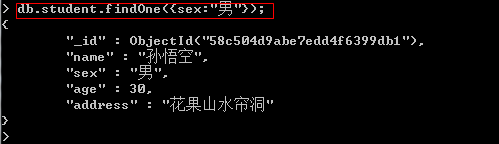 > db.student.findOne({sex:"男"});
{
        "_id" : ObjectId("58c504d9abe7edd4f6399db1"),
        "name" : "孙悟空",
        "sex" : "男",
        "age" : 30,
        "address" : "花果山水帘洞"
}
>